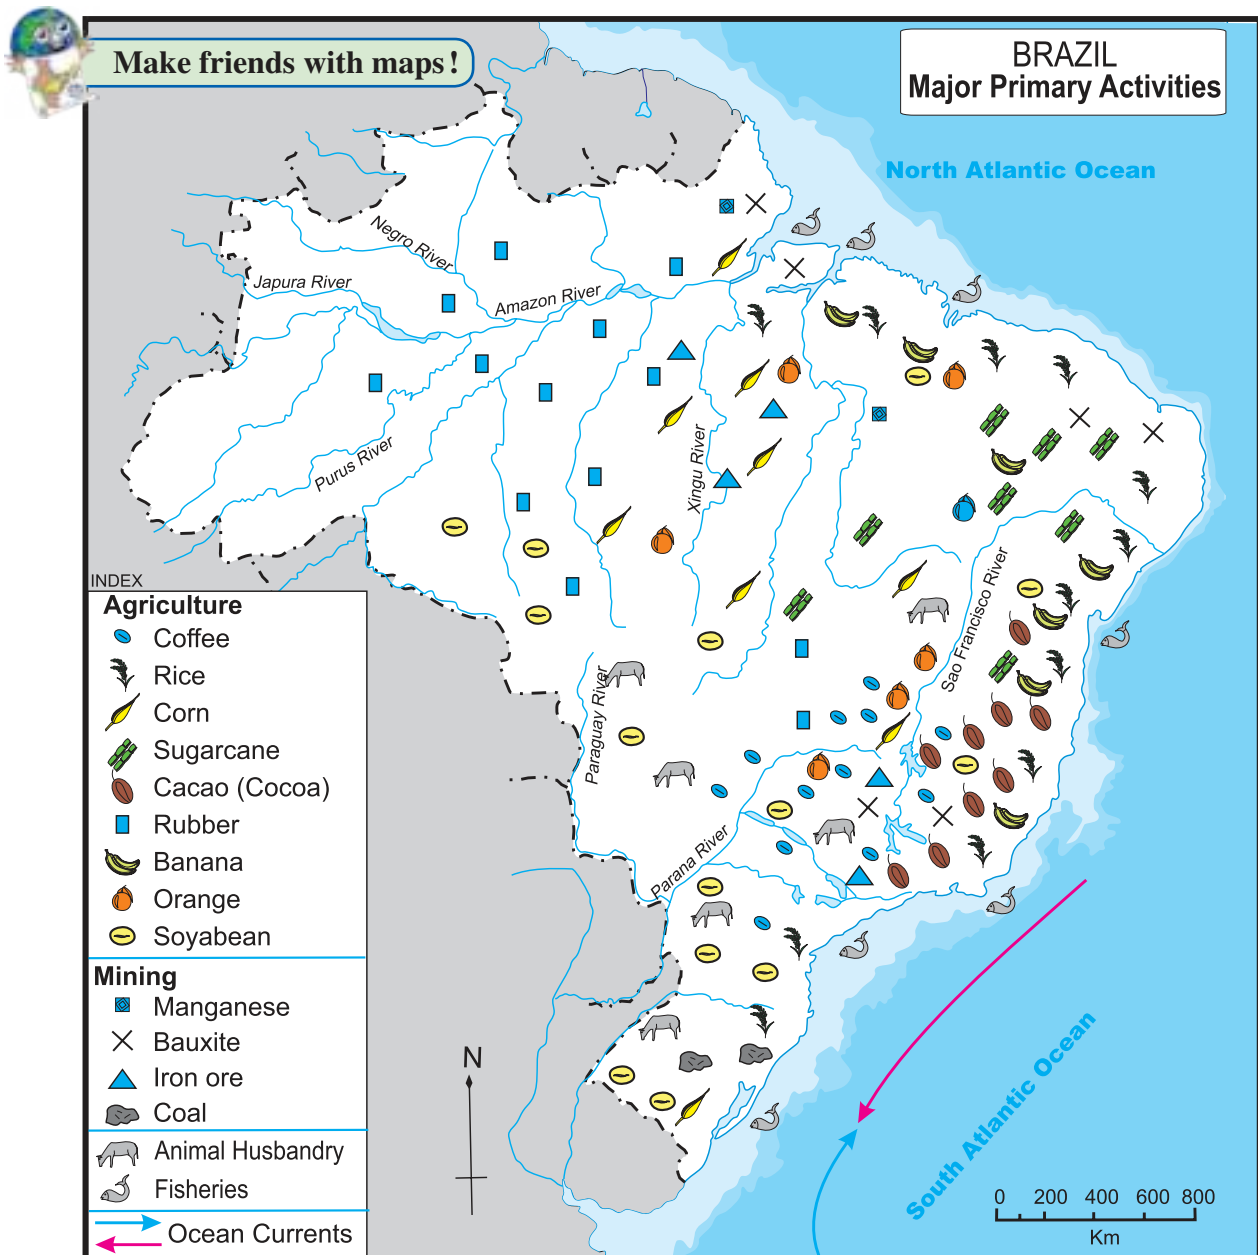 Make friends with maps!
BRAZIL
Major Primary Activities
North Atlantic Ocean
Negro River
Japura River
Amazon River
Purus River
Xingu River
Sao Francisco River
Paraguay River
Parana River
South Atlantic Ocean
INDEX
Agriculture
Coffee
Rice
Corn
Sugarcane
Cacao (Cocoa)
Rubber
Banana
Orange
Soyabean
Mining
Manganese
Bauxite
Iron ore
Coal
Animal Husbandry
Fisheries
Ocean Currents
N
0 200 400 600 800
Km